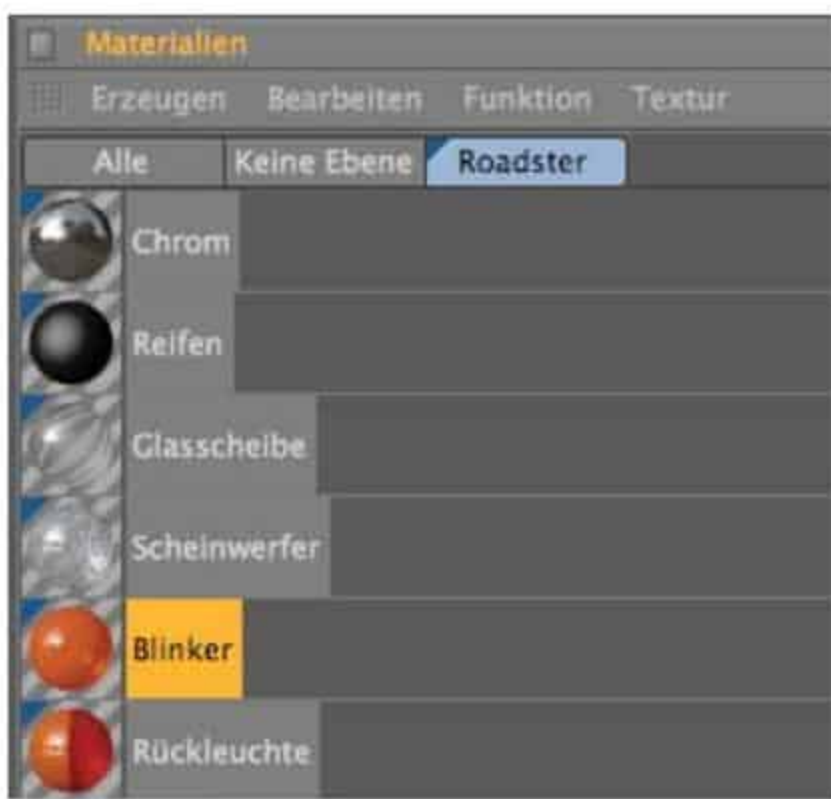 Materialien
Erzeugen Bearbeiten Funktion Textur
Alle Keine Ebene Roadster
Chrom
Reifen
Glasscheibe
Scheinwerfer
Blinker
Rückleuchte